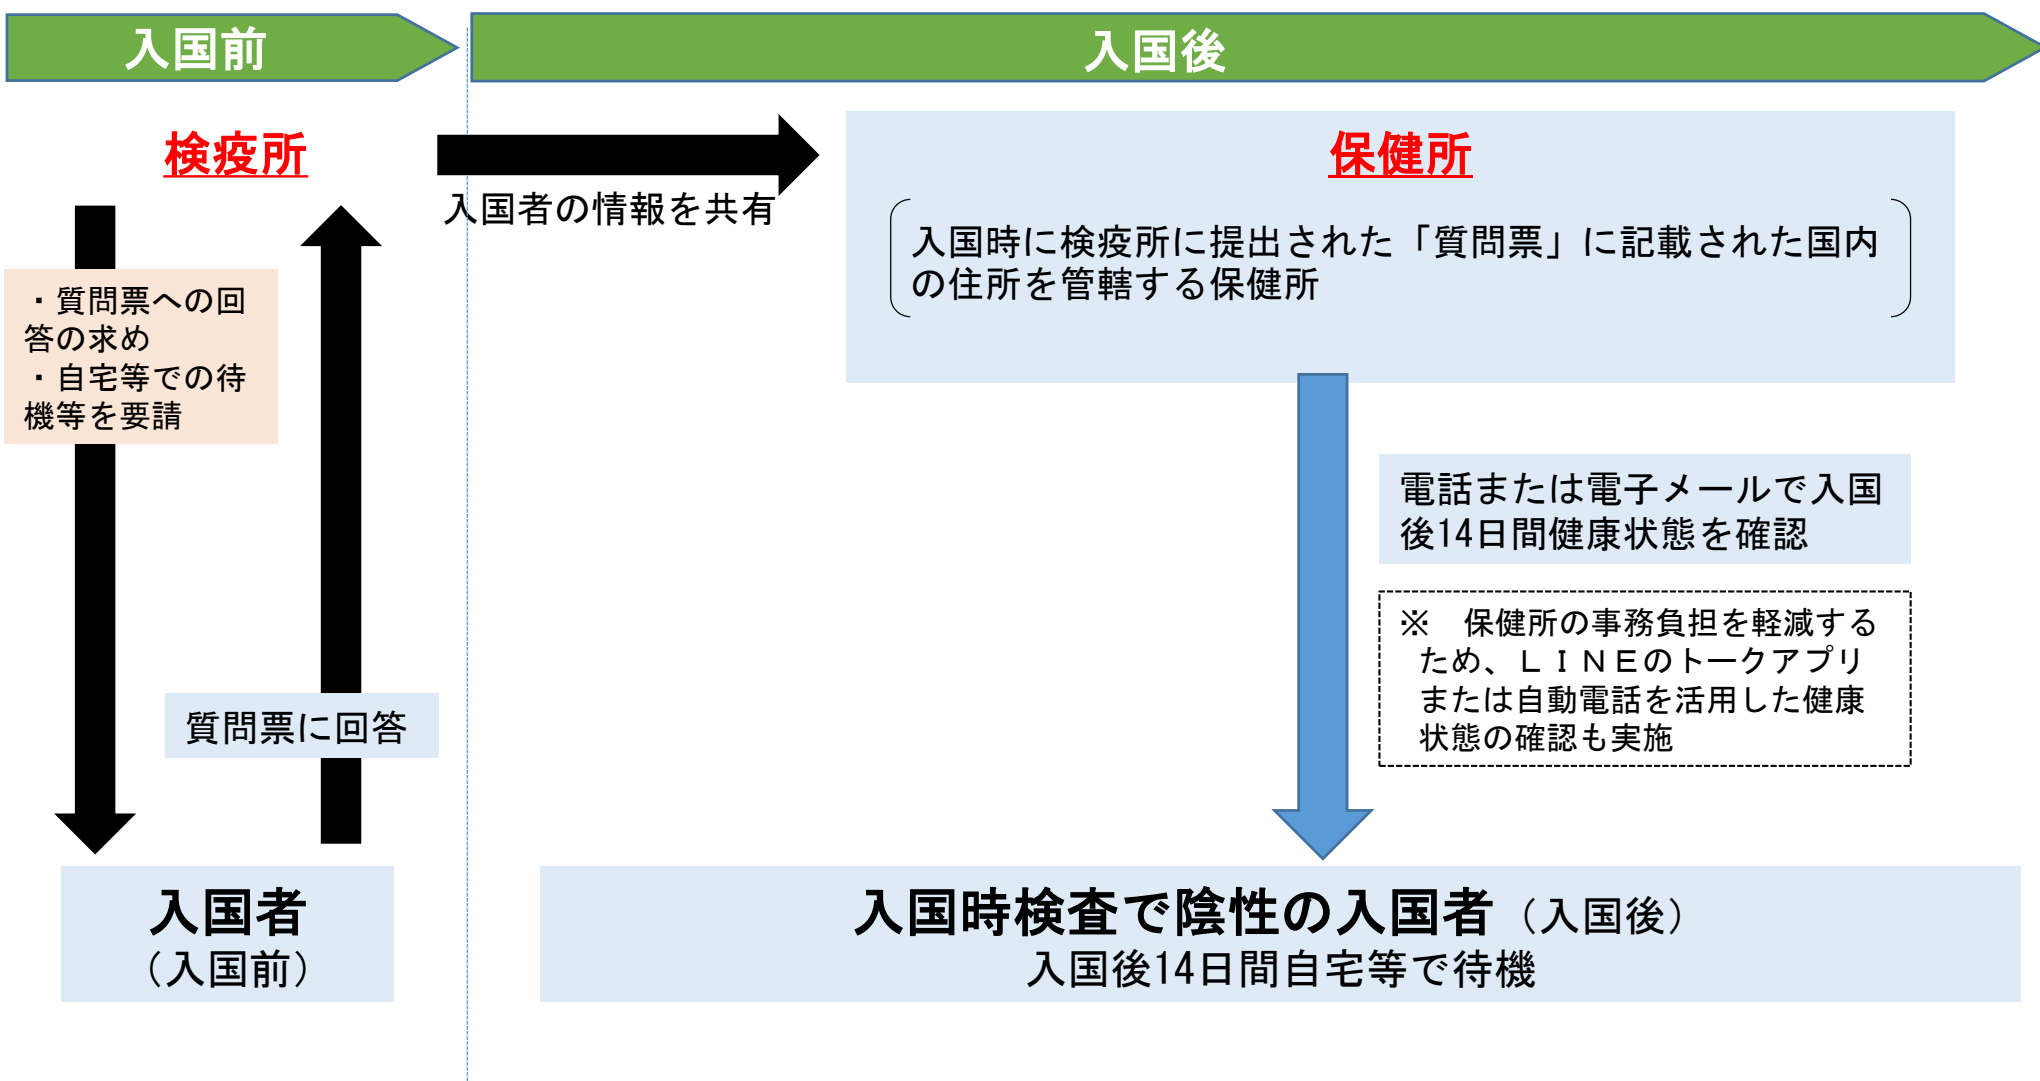 入国前
入国後
検疫所
入国者の情報を共有
保健所
入国時に検疫所に提出された「質問票」に記載された国内
の住所を管轄する保健所
・質問票への回
答の求め
・自宅等での待
機等を要請
質問票に回答
電話または電子メールで入国
後14日間健康状態を確認
※　保健所の事務負担を軽減する
ため、ＬＩＮＥのトークアプリ
または自動電話を活用した健康
状態の確認も実施
入国者
（入国前）
入国時検査で陰性の入国者（入国後）
入国後14日間自宅等で待機